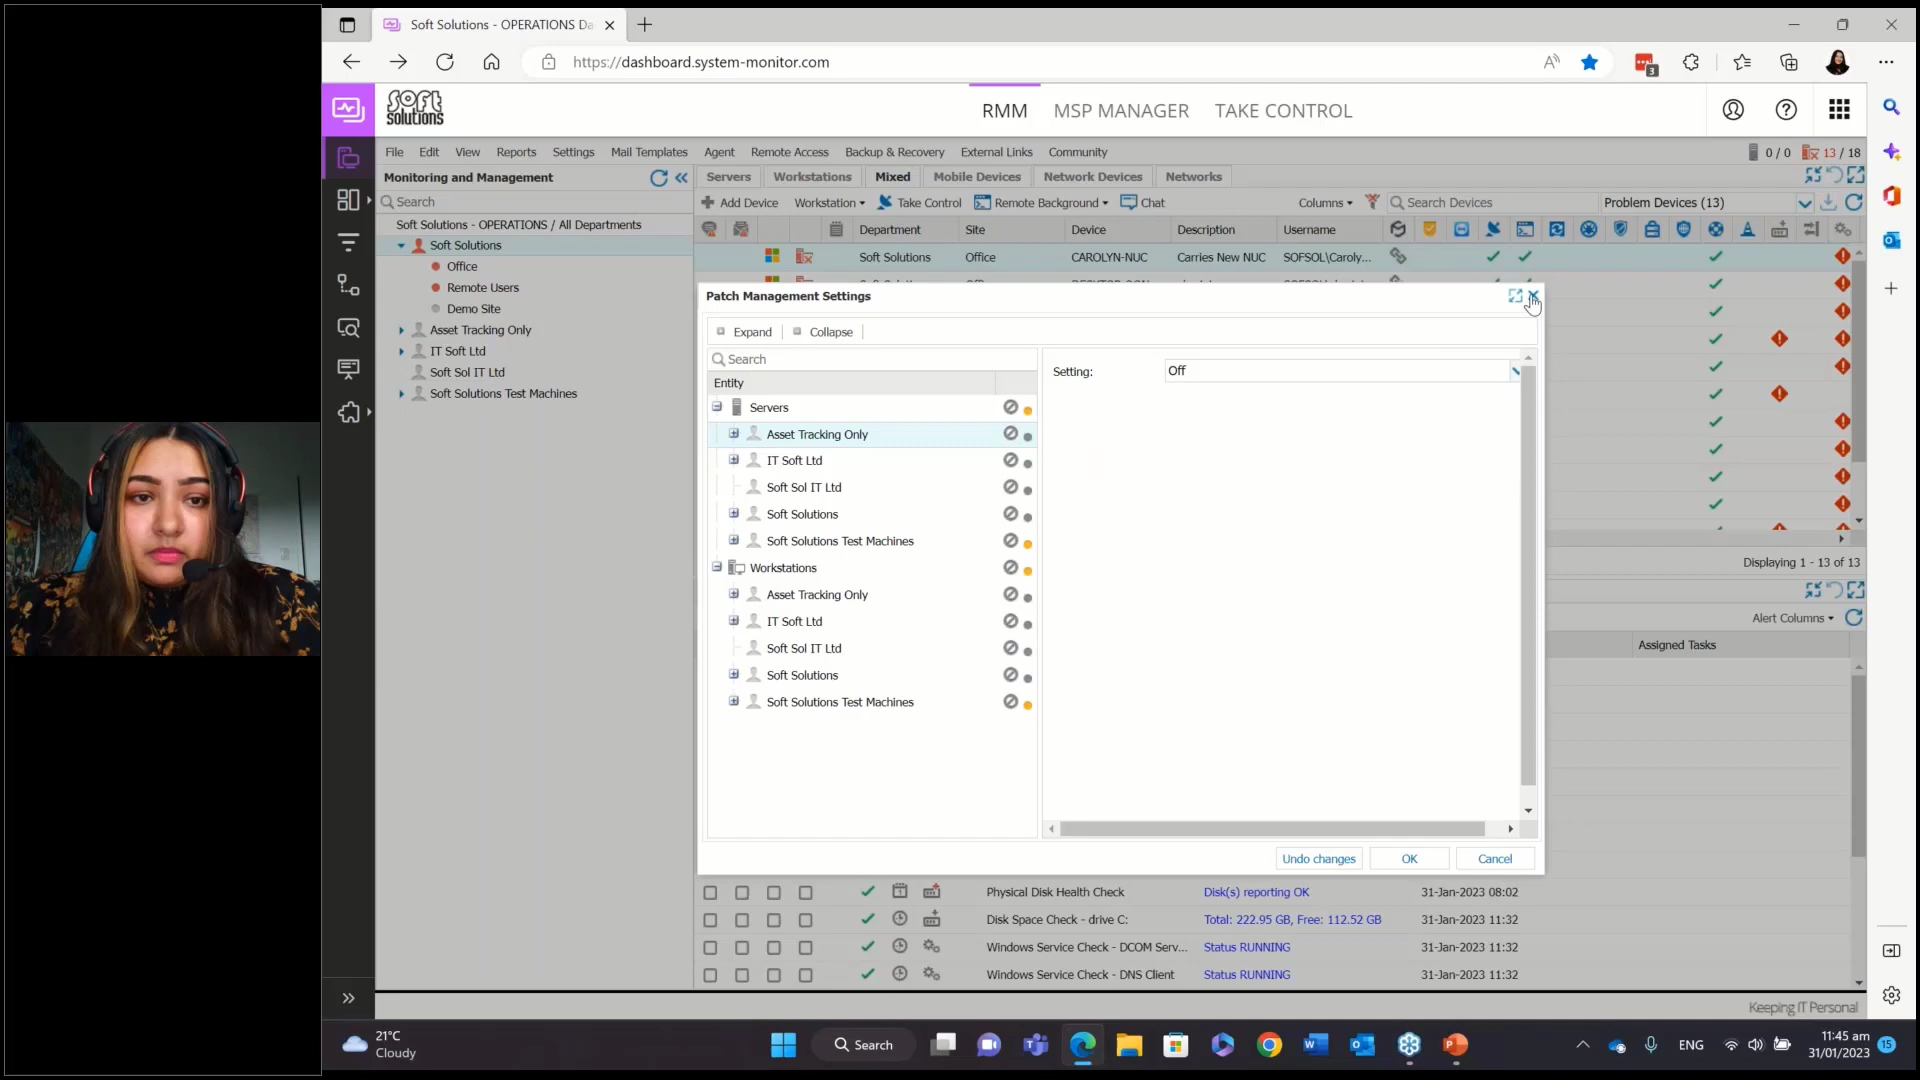 Soft Solutions - OPERATIONS Da
https://dashboard.system-monitor.com
3
soft
solutions
RMM
MSP MANAGER
TAKE CONTROL
File Edit View Reports Settings Mail Templates Agent Remote Access Backup & Recovery External Links Community
0 / 0
13 / 18
Monitoring and Management
Servers Workstations Mixed Mobile Devices Network Devices Networks
Search
Add Device Workstation Take Control Remote Background Chat
Columns
Search Devices
Problem Devices (13)
Soft Solutions - OPERATIONS / All Departments
Department Site Device Description Username
Soft Solutions
Office
Remote Users
Demo Site
Asset Tracking Only
IT Soft Ltd
Soft Sol IT Ltd
Soft Solutions Test Machines
Soft Solutions Office CAROLYN-NUC Carries New NUC SOFSOL\Caroly...
Patch Management Settings
Expand Collapse
Search
Entity
Servers
Asset Tracking Only
IT Soft Ltd
Soft Sol IT Ltd
Soft Solutions
Soft Solutions Test Machines
Workstations
Asset Tracking Only
IT Soft Ltd
Soft Sol IT Ltd
Soft Solutions
Soft Solutions Test Machines
Setting: Off
Undo changes OK Cancel
Displaying 1 - 13 of 13
Alert Columns
Assigned Tasks
Physical Disk Health Check Disk(s) reporting OK 31-Jan-2023 08:02
Disk Space Check - drive C: Total: 222.95 GB, Free: 112.52 GB 31-Jan-2023 11:32
Windows Service Check - DCOM Serv... Status RUNNING 31-Jan-2023 11:32
Windows Service Check - DNS Client Status RUNNING 31-Jan-2023 11:32
Keeping IT Personal
21°C
Cloudy
Search
ENG
11:45 am
31/01/2023
15